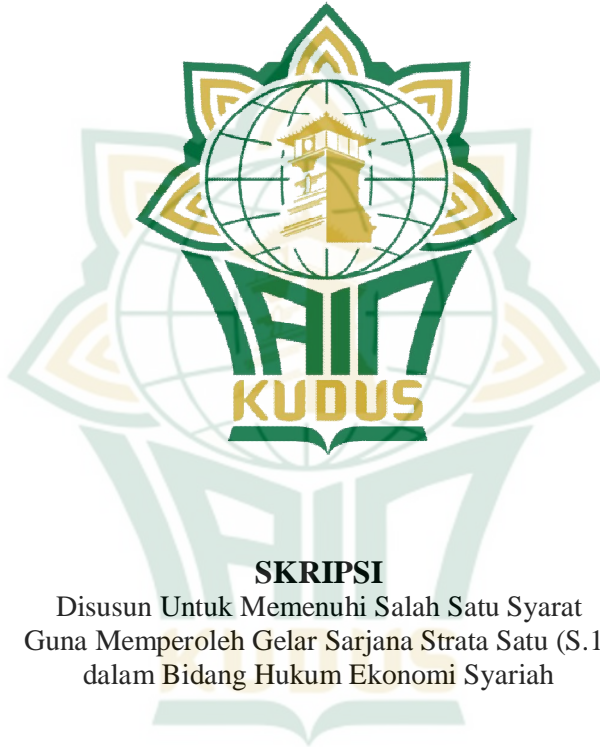 IAIN
KUDUS
SKRIPSI
Disusun Untuk Memenuhi Salah Satu Syarat
Guna Memperoleh Gelar Sarjana Strata Satu (S.1
dalam Bidang Hukum Ekonomi Syariah